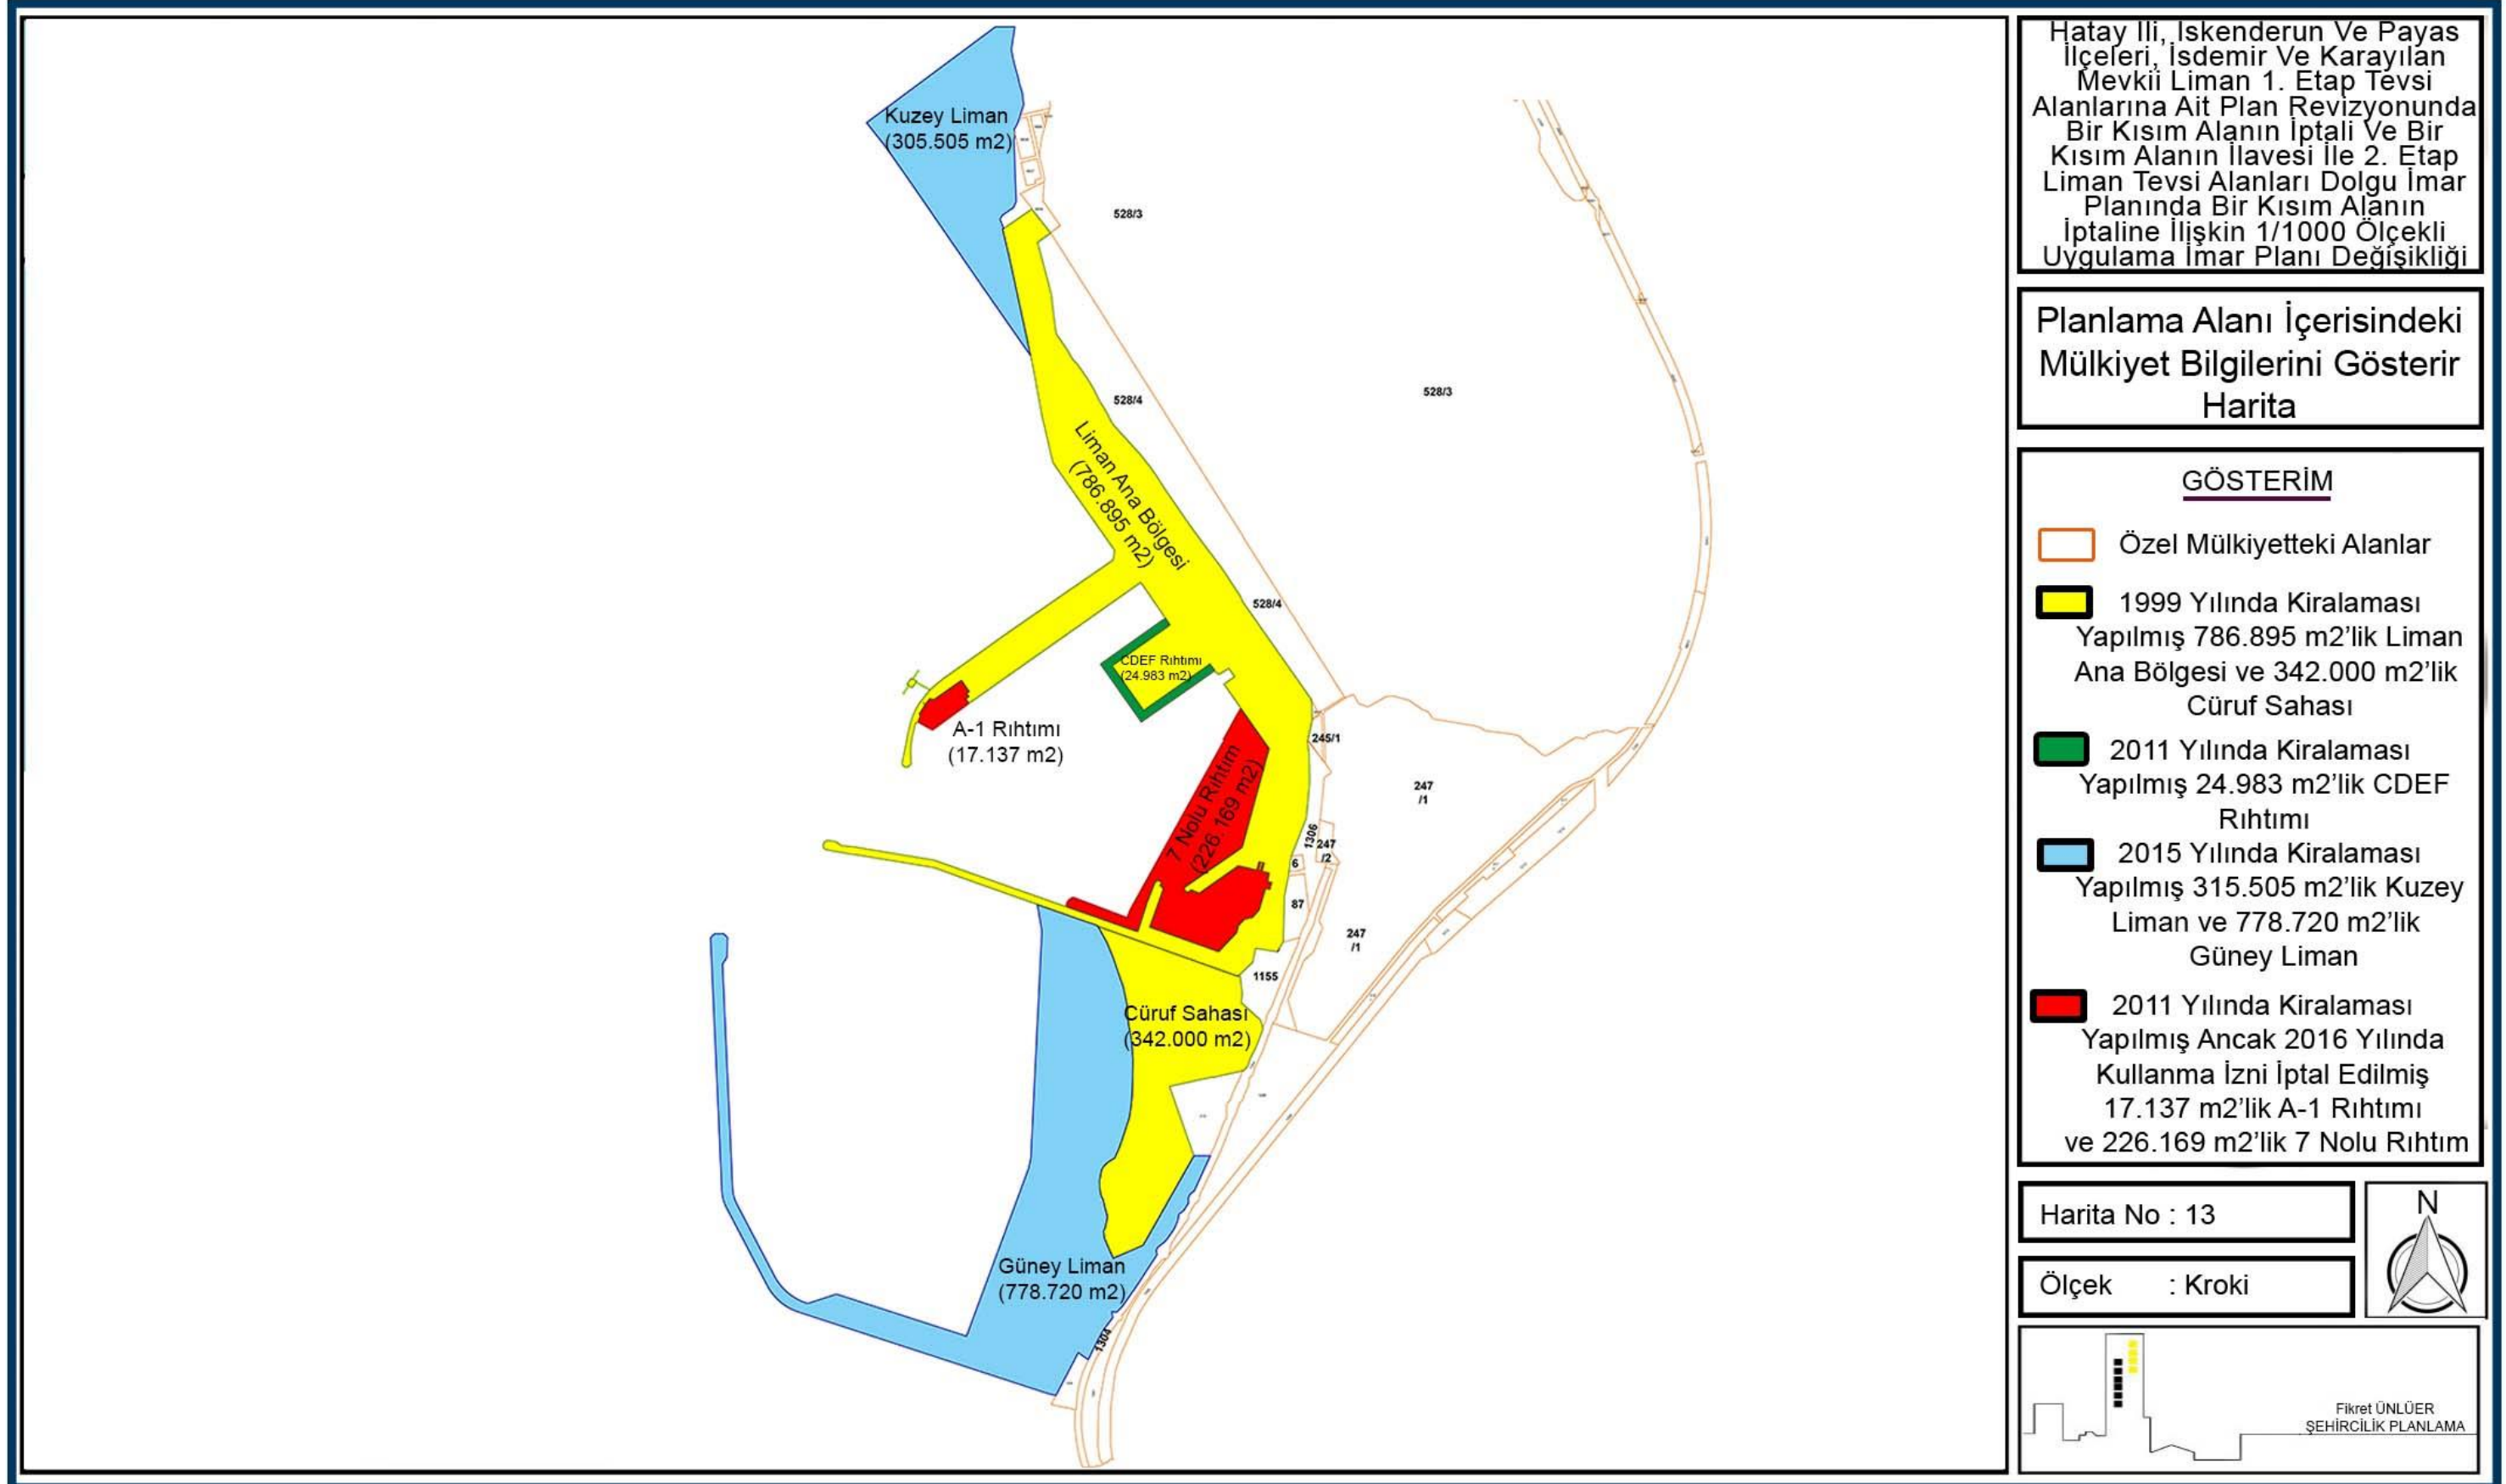 Hatay İli, İskenderun Ve Payas
İlçeleri, İsdemir Ve Karayılan
Mevkii Liman 1. Etap Tevsi
Alanlarına Ait Plan Revizyonunda
Bir Kısım Alanın İptali Ve Bir
Kısım Alanın İlavesi İle 2. Etap
Liman Tevsi Alanları Dolgu İmar
Planında Bir Kısım Alanın
İptaline İlişkin 1/1000 Ölçekli
Uygulama İmar Planı Değişikliği
Planlama Alanı İçerisindeki
Mülkiyet Bilgilerini Gösterir
Harita
GÖSTERİM
Özel Mülkiyetteki Alanlar
1999 Yılında Kiralaması
Yapılmış 786.895 m2'lik Liman
Ana Bölgesi ve 342.000 m2'lik
Cüruf Sahası
2011 Yılında Kiralaması
Yapılmış 24.983 m2'lik CDEF
Rıhtımı
2015 Yılında Kiralaması
Yapılmış 315.505 m2'lik Kuzey
Liman ve 778.720 m2'lik
Güney Liman
2011 Yılında Kiralaması
Yapılmış Ancak 2016 Yılında
Kullanma İzni İptal Edilmiş
17.137 m2'lik A-1 Rıhtımı
ve 226.169 m2'lik 7 Nolu Rıhtım
Harita No : 13
Ölçek : Kroki
N
Fikret ÜNLÜER
ŞEHİRCİLİK PLANLAMA
Kuzey Liman
(305.505 m2)
528/3
528/3
528/4
Liman Ana Bölgesi
(786.895 m2)
528/4
CDEF Rıhtımı
(24.983 m2)
A-1 Rıhtımı
(17.137 m2)
245/1
7 Nolu Rıhtım
(226.169 m2)
247
/1
1306
247
/2
6
87
247
/1
1155
Cüruf Sahası
(342.000 m2)
Güney Liman
(778.720 m2)
1304